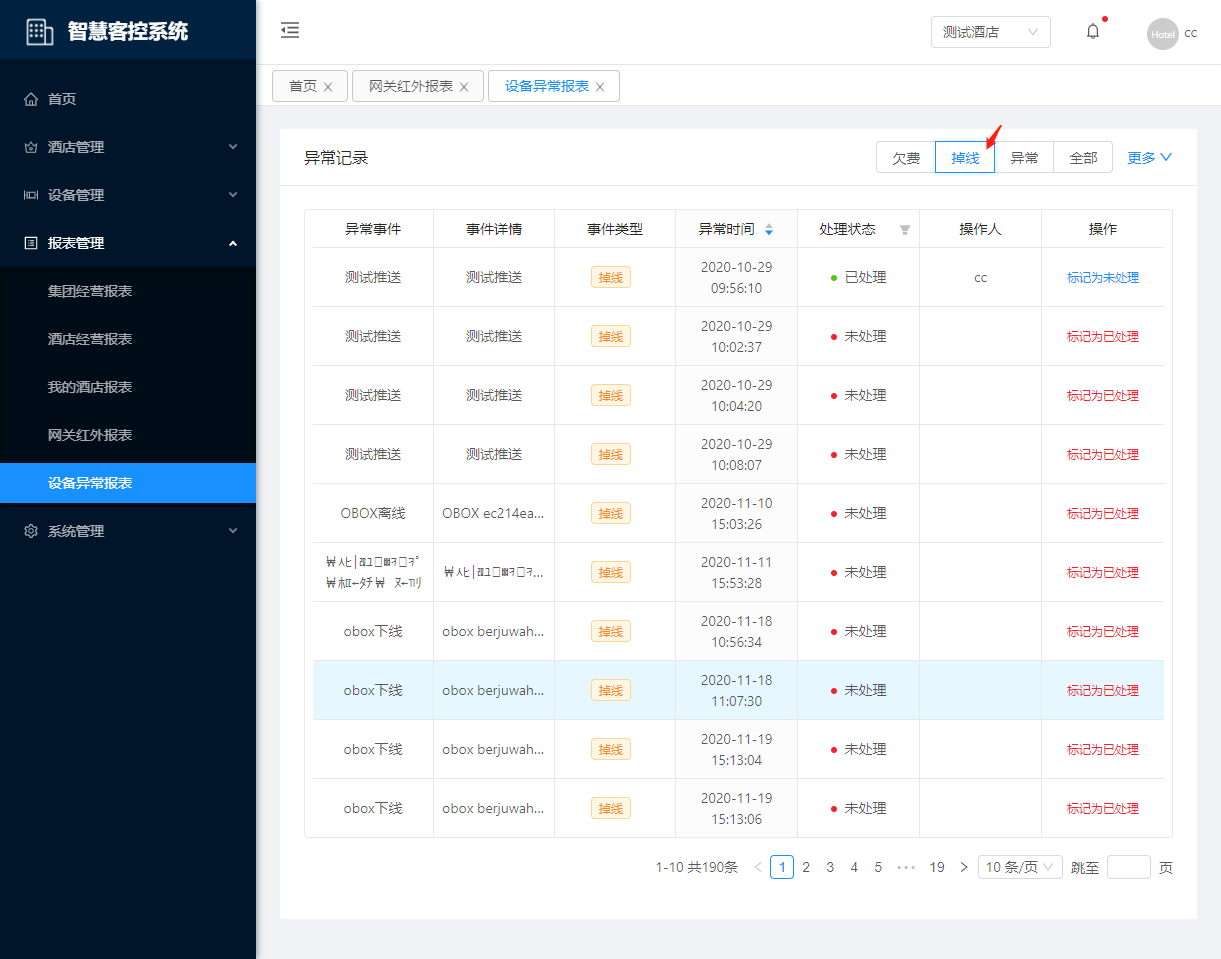 智慧客控系统
测试酒店
Hotel
cc
首页
酒店管理
设备管理
报表管理
集团经营报表
酒店经营报表
我的酒店报表
网关红外报表
设备异常报表
系统管理
首页
网关红外报表
设备异常报表
异常记录
欠费
掉线
异常
全部
更多
异常事件 事件详情 事件类型 异常时间 处理状态 操作人 操作
测试推送 测试推送 掉线 2020-10-29 已处理 cc 标记为未处理
09:56:10
测试推送 测试推送 掉线 2020-10-29 未处理 标记为已处理
10:02:37
测试推送 测试推送 掉线 2020-10-29 未处理 标记为已处理
10:04:20
测试推送 测试推送 掉线 2020-10-29 未处理 标记为已处理
10:08:07
OBOX离线 OBOX ec214ea... 掉线 2020-11-10 未处理 标记为已处理
15:03:26
掉线 2020-11-11 未处理 标记为已处理
15:53:28
obox下线 obox berjuwah... 掉线 2020-11-18 未处理 标记为已处理
10:56:34
obox下线 obox berjuwah... 掉线 2020-11-18 未处理 标记为已处理
11:07:30
obox下线 obox berjuwah... 掉线 2020-11-19 未处理 标记为已处理
15:13:04
obox下线 obox berjuwah... 掉线 2020-11-19 未处理 标记为已处理
15:13:06
1-10 共190条 < 1 2 3 4 5 ••• 19 > 10 条/页 跳至 页